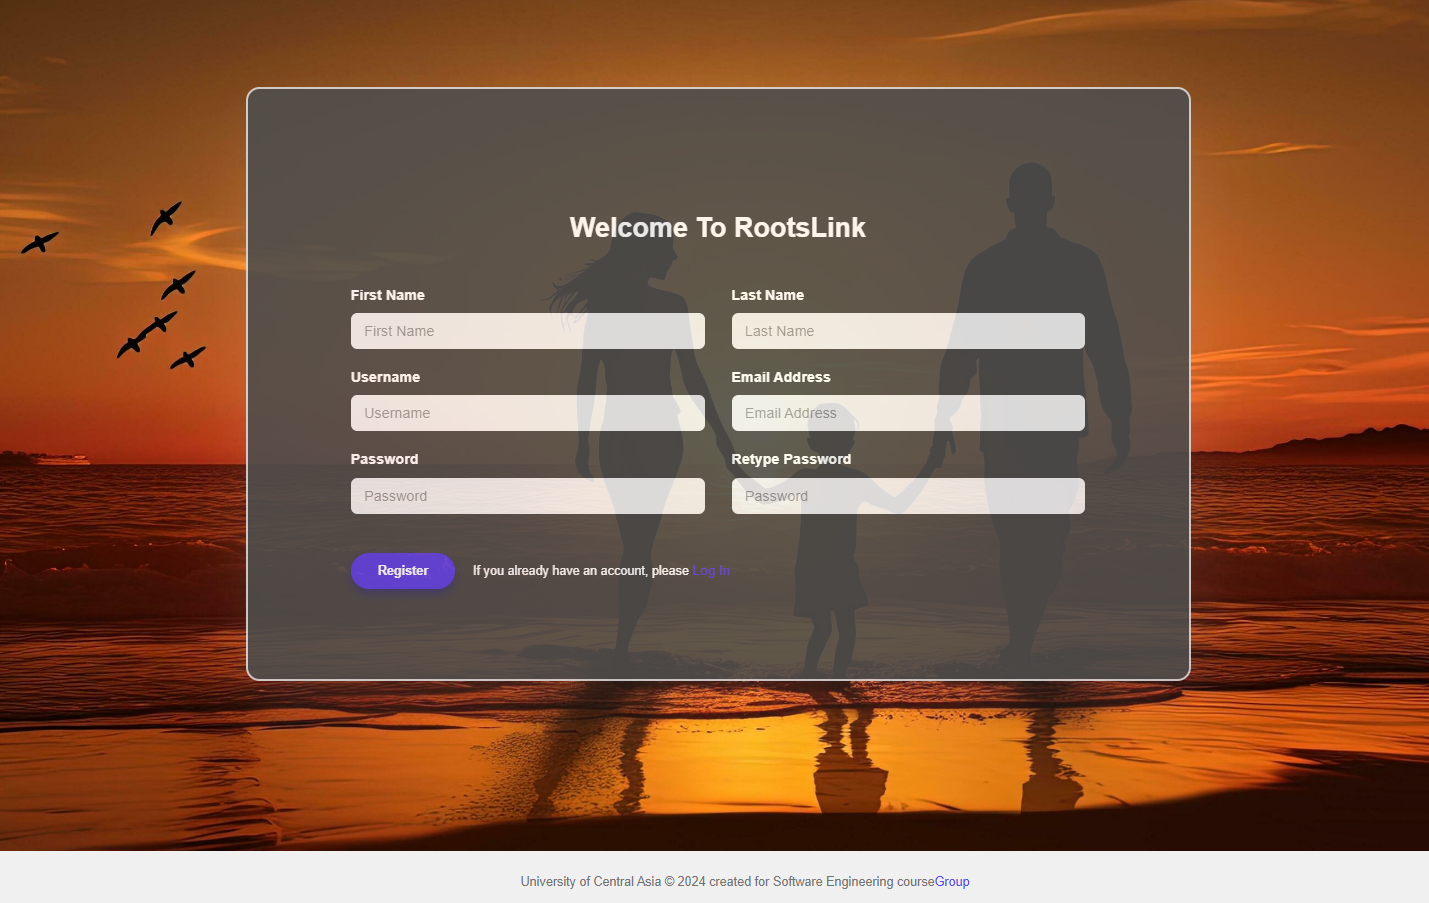 Welcome To RootsLink
First Name
Last Name
First Name
Last Name
Username
Email Address
Username
Email Address
Password
Retype Password
Password
Password
Register
If you already have an account, please Log In
University of Central Asia © 2024 created for Software Engineering courseGroup